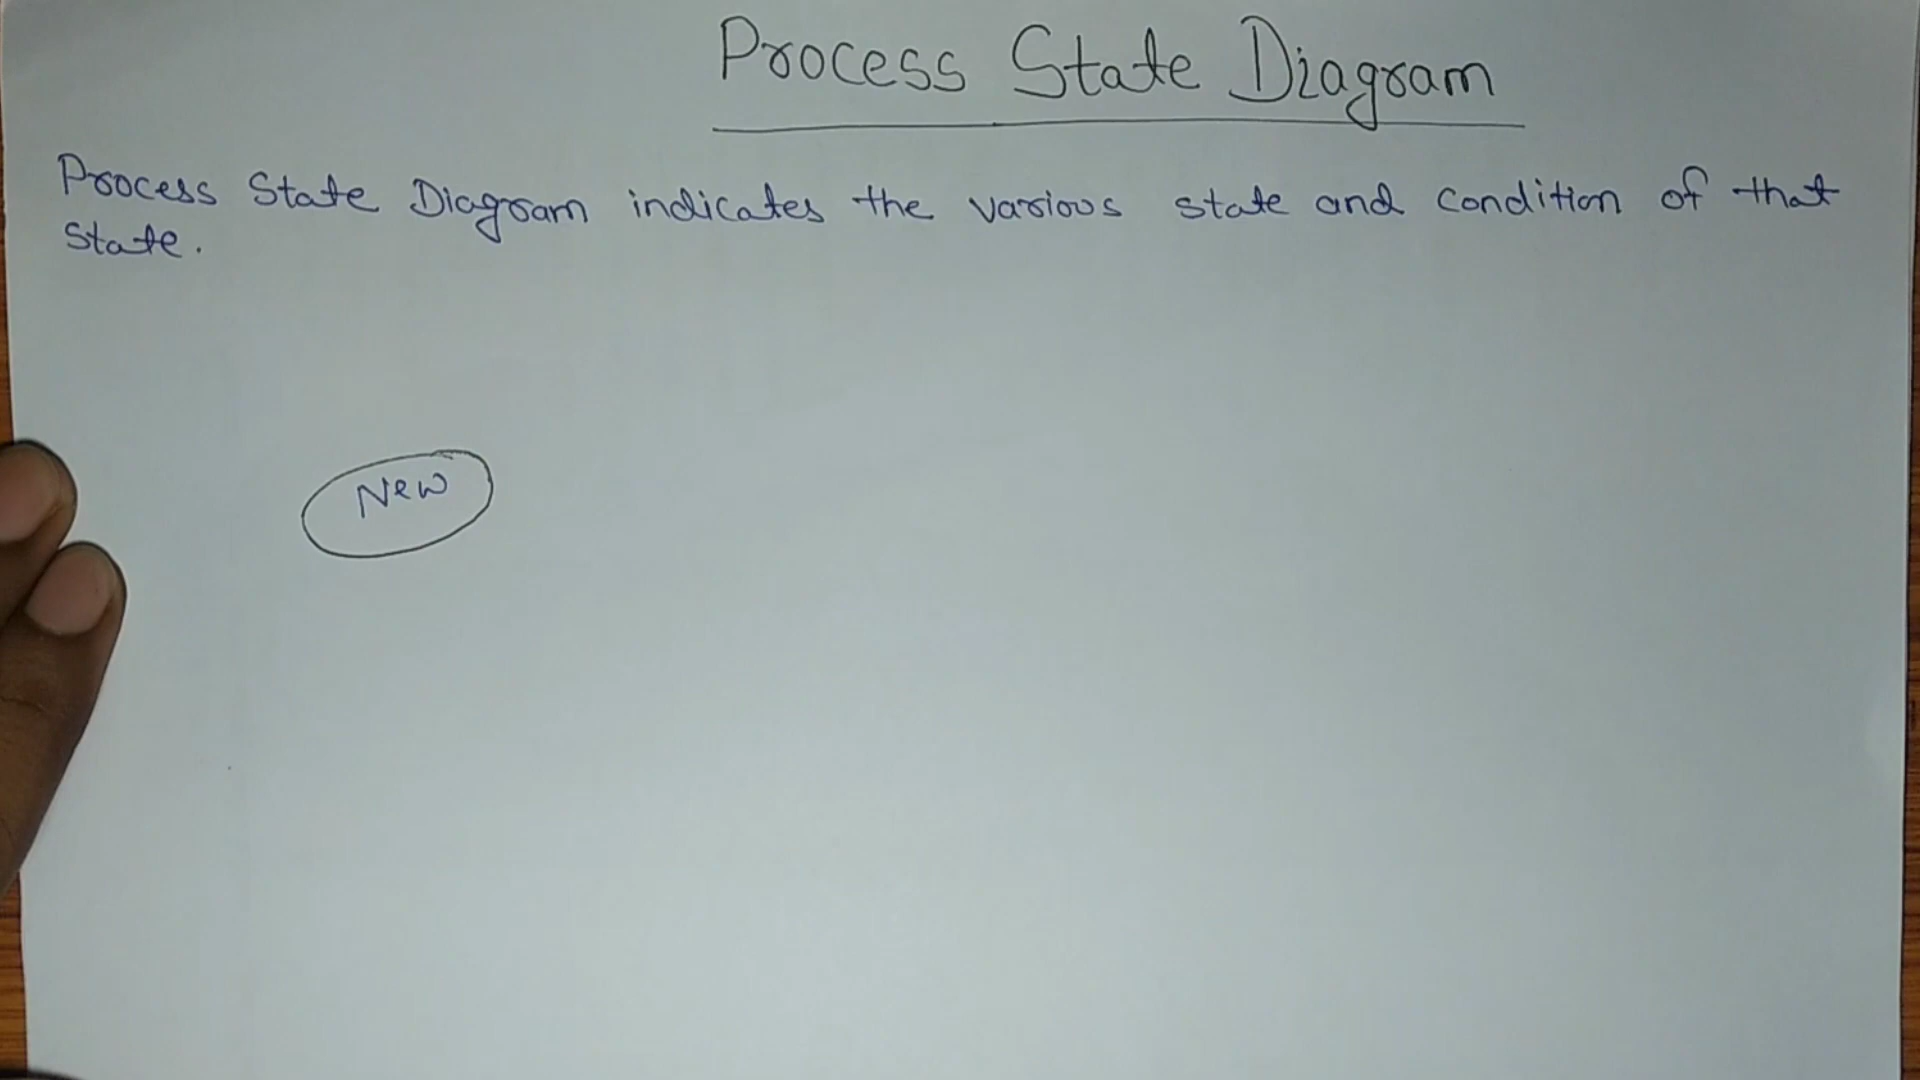 Process State Diagram
Process State Diagram indicates the various state and condition of that
state.
New